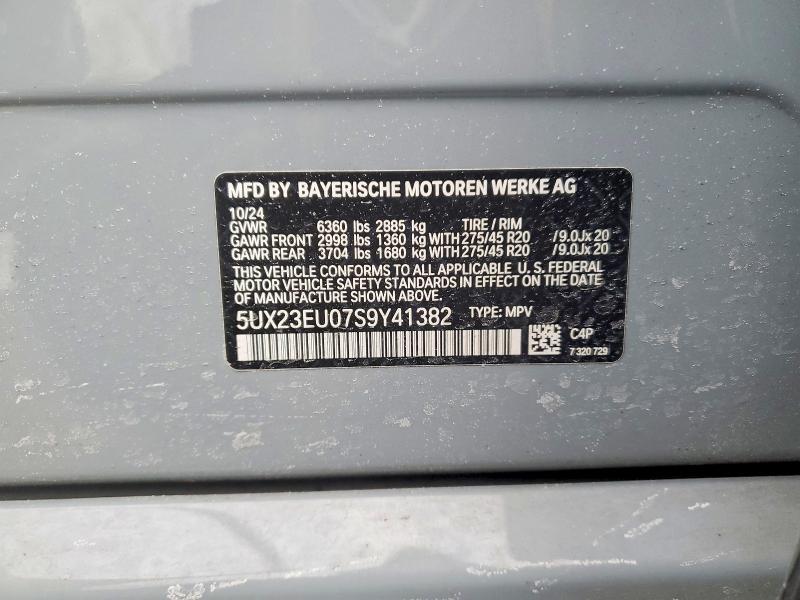 MFD BY BAYERISCHE MOTOREN WERKE AG
10/24
GVWR 6360 lbs 2885 kg TIRE / RIM
GAWR FRONT 2998 lbs 1360 kg WITH 275/45 R20 /9.0Jx 20
GAWR REAR 3704 lbs 1680 kg WITH 275/45 R20 /9.0Jx 20
THIS VEHICLE CONFORMS TO ALL APPLICABLE U. S. FEDERAL
MOTOR VEHICLE SAFETY STANDARDS IN EFFECT ON THE DATE
OF MANUFACTURE SHOWN ABOVE.
5UX23EU07S9Y41382 TYPE: MPV
C4P
7 320 729